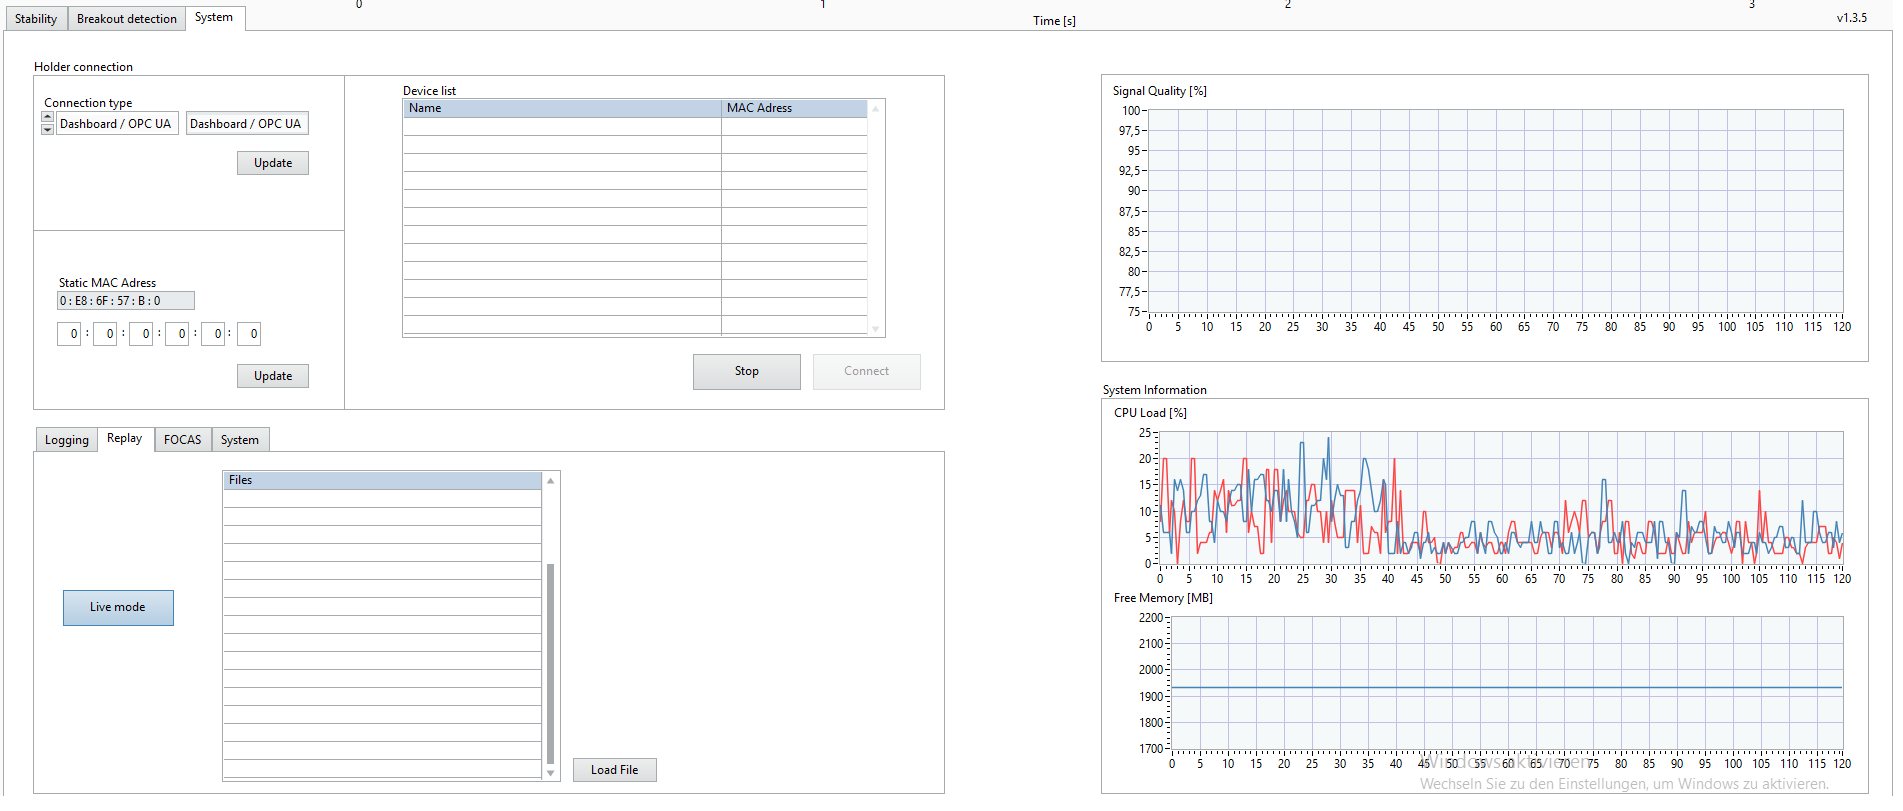 0 1 2 3
Stability Breakout detection System Time [s] v1.3.5
Holder connection
Connection type
Dashboard / OPC UA Dashboard / OPC UA
Update
Static MAC Adress
0 : E8 : 6F : 57 : B : 0
0 : 0 : 0 : 0 : 0 : 0
Update
Device list
Name MAC Adress
Stop Connect
Logging Replay FOCAS System
Files
Live mode
Load File
Signal Quality [%]
100
97,5
95
92,5
90
87,5
85
82,5
80
77,5
75
0 5 10 15 20 25 30 35 40 45 50 55 60 65 70 75 80 85 90 95 100 105 110 115 120
System Information
CPU Load [%]
25
20
15
10
5
0
0 5 10 15 20 25 30 35 40 45 50 55 60 65 70 75 80 85 90 95 100 105 110 115 120
Free Memory [MB]
2200
2100
2000
1900
1800
1700
0 5 10 15 20 25 30 35 40 45 50 55 60 65 70 75 80 85 90 95 100 105 110 115 120
Windows aktivieren
Wechseln Sie zu den Einstellungen, um Windows zu aktivieren.